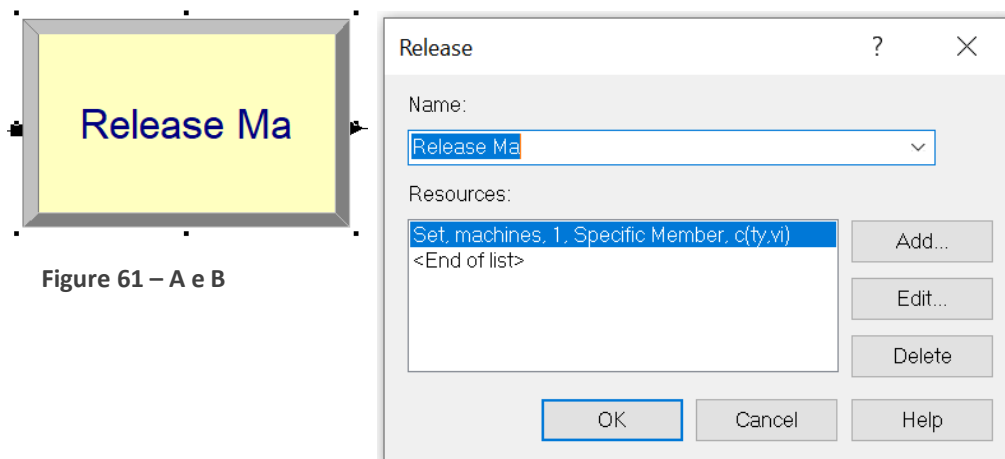 Release Ma
Figure 61 – A e B
Release
?
Name:
Release Ma
Resources:
Set, machines, 1, Specific Member, c(ty,vi)
<End of list>
Add...
Edit...
Delete
OK
Cancel
Help